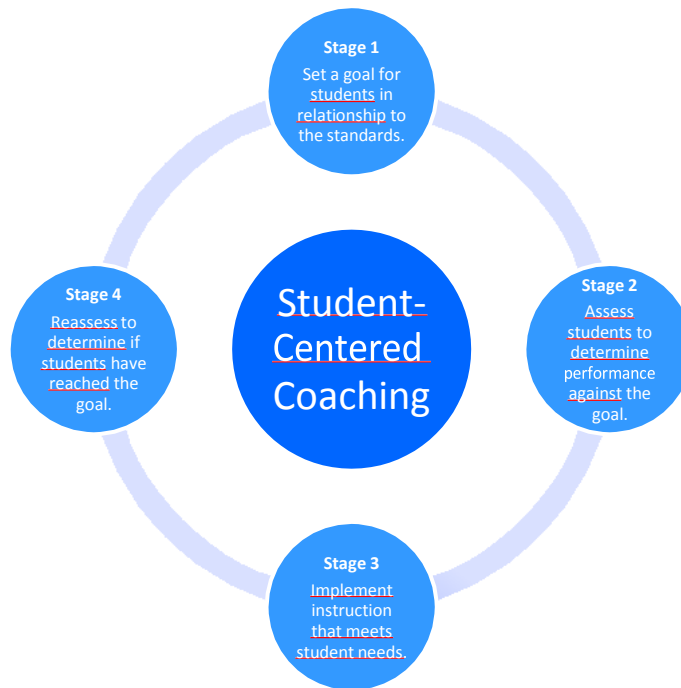 Stage 1
Set a goal for
students in
relationship to
the standards.
Stage 2
Assess
students to
determine
performance
against the
goal.
Stage 3
Implement
instruction
that meets
student needs.
Stage 4
Reassess to
determine if
students have
reached the
goal.
Student-
Centered
Coaching